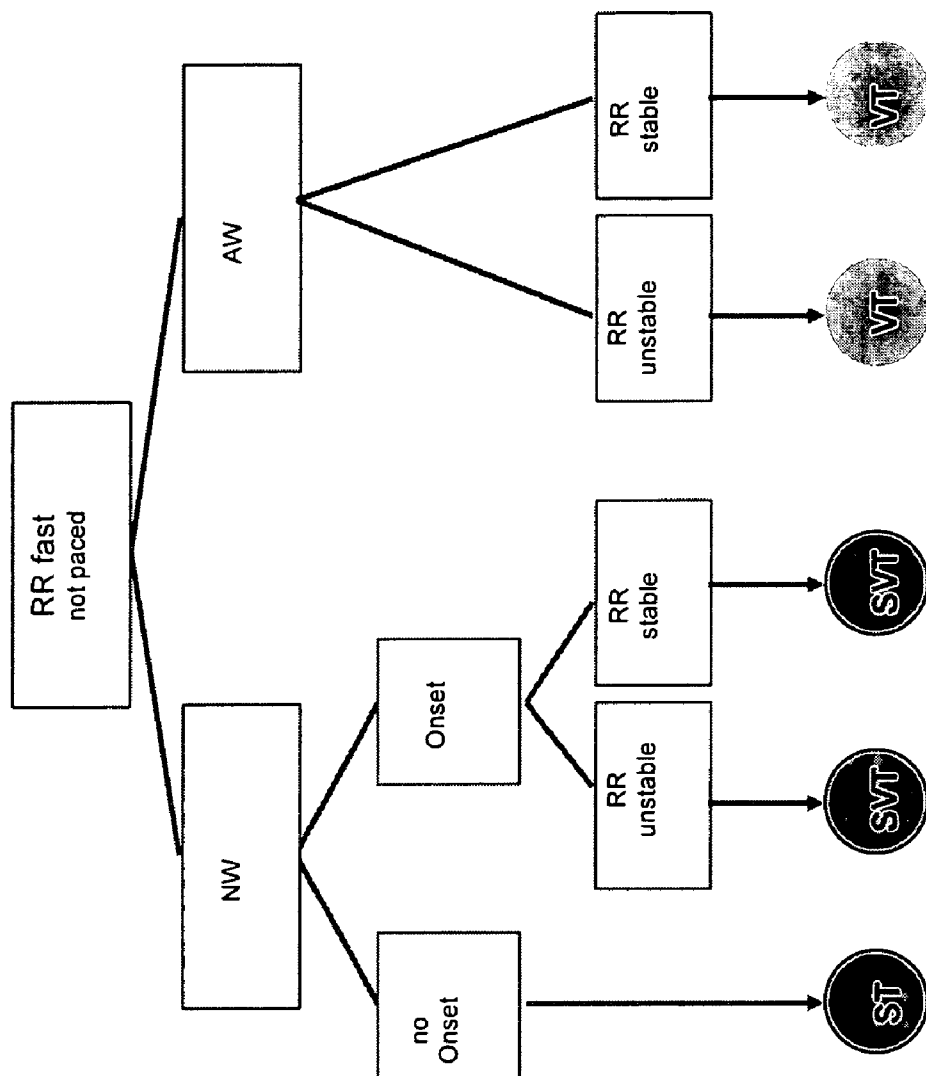 RR fast
not paced
NW
AW
no
Onset
Onset
RR
unstable
RR
stable
RR
unstable
RR
stable
ST
SVT
SVT
VT
VT